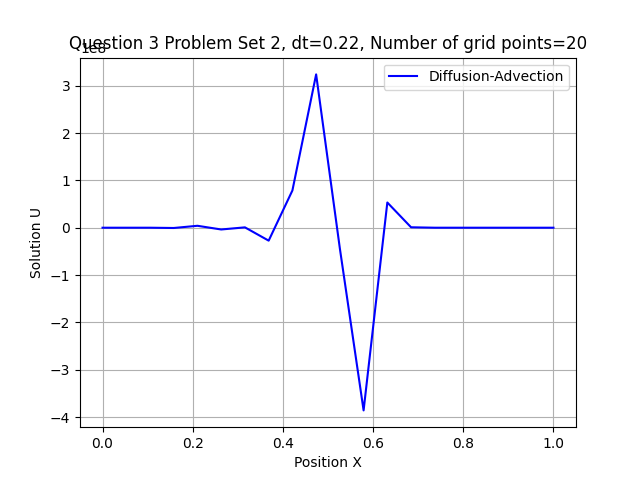 Question 3 Problem Set 2, dt=0.22, Number of grid points=20
1e8
Diffusion-Advection
3
2
1
0
−1
−2
−3
−4
Solution U
0.0 0.2 0.4 0.6 0.8 1.0
Position X